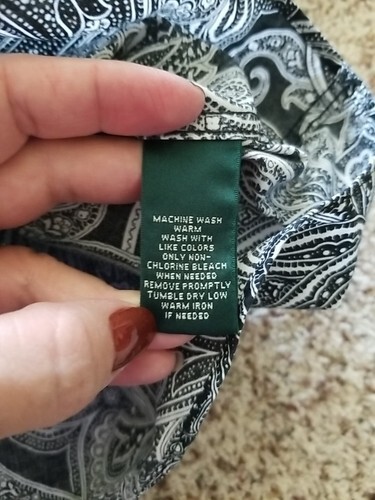 MACHINE WASH
WARM
WASH WITH
LIKE COLORS
ONLY NON-
CHLORINE BLEACH
WHEN NEEDED
REMOVE PROMPTLY
TUMBLE DRY LOW
WARM IRON
IF NEEDED